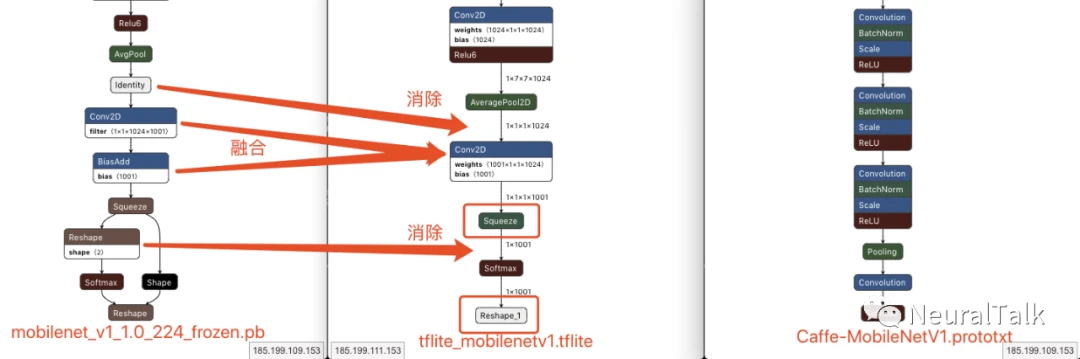 Relu6
AvgPool
Identity
Conv2D
filter ⟨1×1×1024×1001⟩
BiasAdd
bias ⟨1001⟩
Squeeze
Reshape
shape ⟨2⟩
Softmax
Shape
Reshape
mobilenet_v1_1.0_224_frozen.pb
185.199.109.153
消除
融合
消除
Conv2D
weights ⟨1024×1×1×1024⟩
bias ⟨1024⟩
Relu6
1×7×7×1024
AveragePool2D
1×1×1×1024
Conv2D
weights ⟨1001×1×1×1024⟩
bias ⟨1001⟩
1×1×1×1001
Squeeze
1×1001
Softmax
1×1001
Reshape_1
tflite_mobilenetv1.tflite
185.199.111.153
Convolution
BatchNorm
Scale
ReLU
Convolution
BatchNorm
Scale
ReLU
Convolution
BatchNorm
Scale
ReLU
Pooling
Convolution
NeuralTalk
Caffe-MobileNetV1.prototxt
185.199.109.153